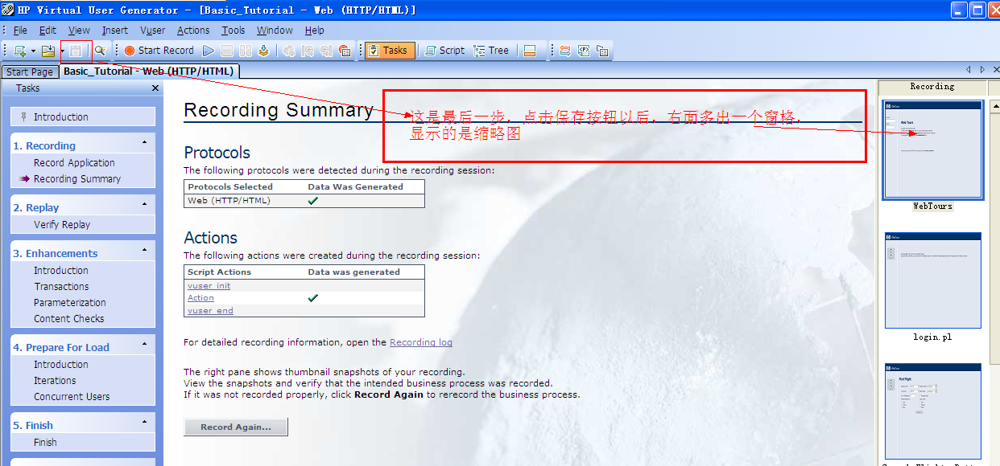 HP Virtual User Generator - [Basic_Tutorial - Web (HTTP/HTML)]
File Edit View Insert Vuser Actions Tools Window Help
Start Record Tasks Script Tree
Start Page Basic_Tutorial - Web (HTTP/HTML)
Tasks
Introduction
1. Recording
Record Application
Recording Summary
2. Replay
Verify Replay
3. Enhancements
Introduction
Transactions
Parameterization
Content Checks
4. Prepare For Load
Introduction
Iterations
Concurrent Users
5. Finish
Finish
Recording Summary
这是最后一步，点击保存按钮以后，右面多出一个窗格，
显示的是缩略图
Protocols
The following protocols were detected during the recording session:
Protocols Selected Data Was Generated
Web (HTTP/HTML)
Actions
The following actions were created during the recording session:
Script Actions Data was generated
vuser_init
Action
vuser_end
For detailed recording information, open the Recording log
The right pane shows thumbnail snapshots of your recording.
View the snapshots and verify that the intended business process was recorded.
If it was not recorded properly, click Record Again to rerecord the business process.
Record Again...
Recording
Web Tours
WebTours
login.pl
Find Flight